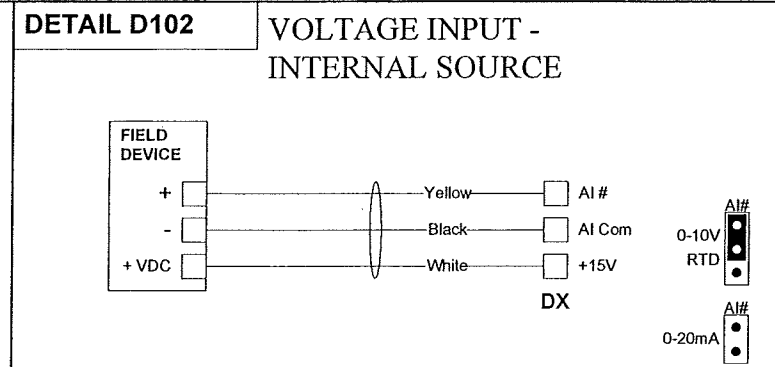 DETAIL D102
VOLTAGE INPUT -
INTERNAL SOURCE
FIELD
DEVICE
+ Yellow AI #
- Black AI Com
+ VDC White +15V
DX
AI#
0-10V
RTD
AI#
0-20mA